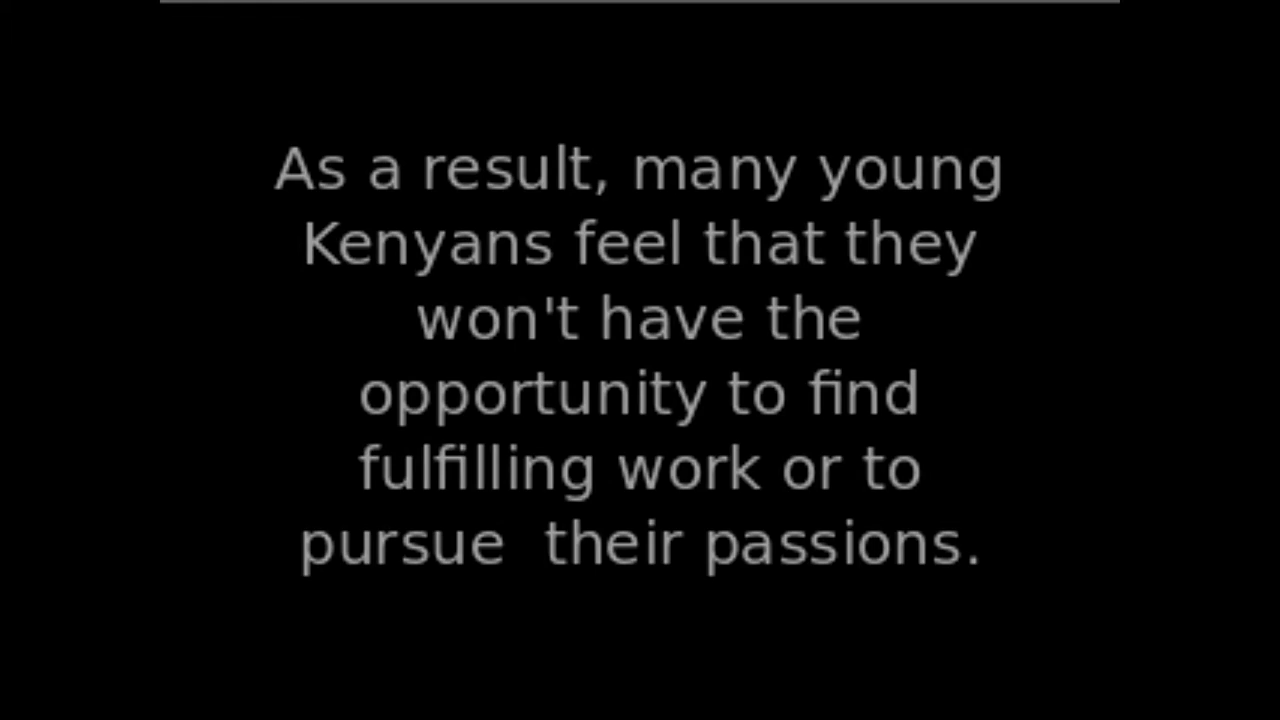 As a result, many young
Kenyans feel that they
won't have the
opportunity to find
fulfilling work or to
pursue  their passions.